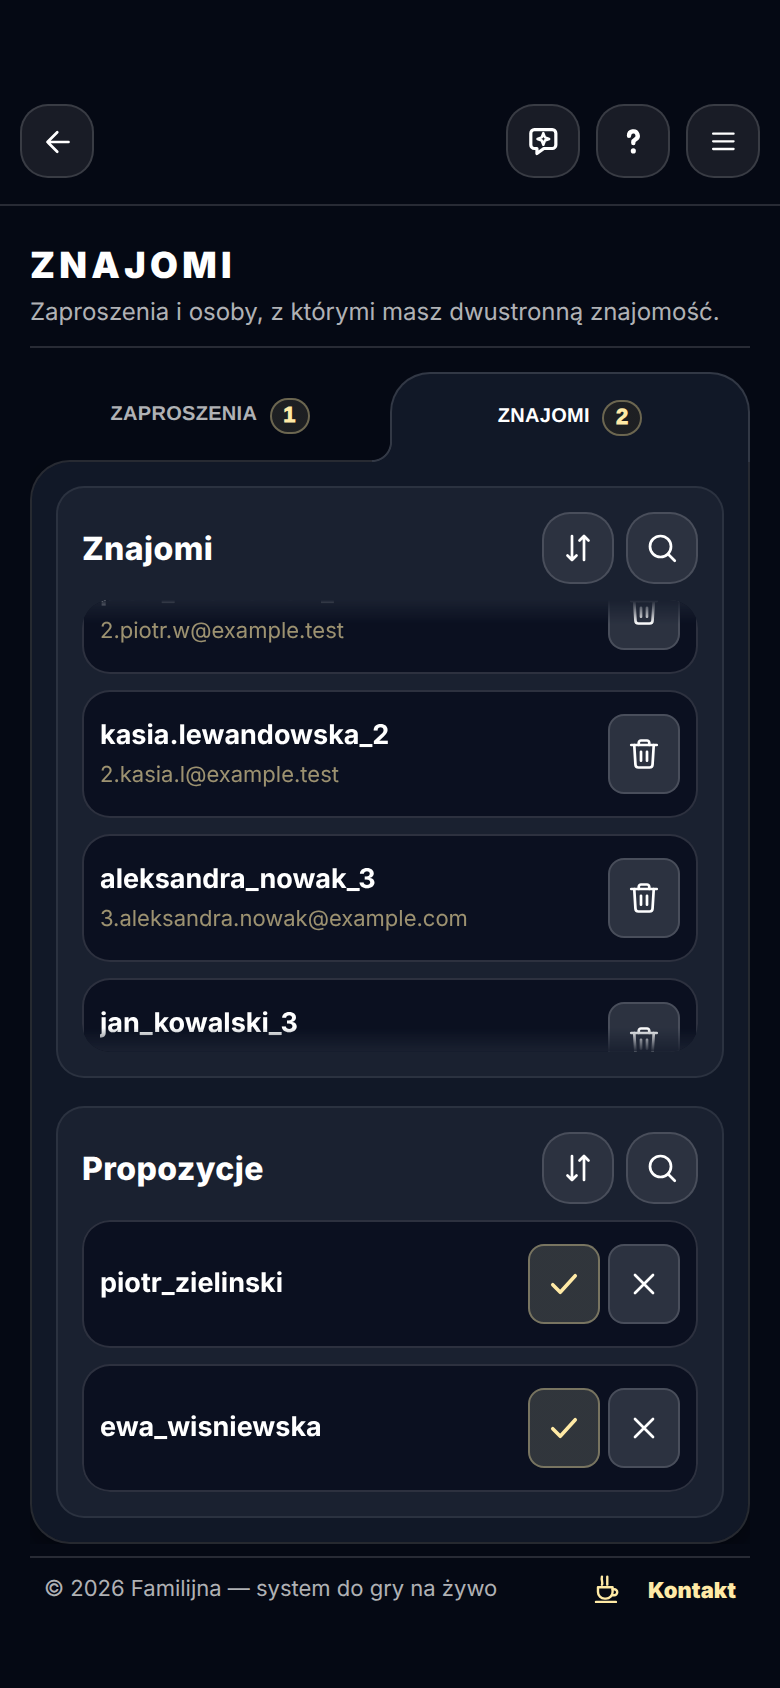 ?
ZNAJOMI
Zaproszenia i osoby, z którymi masz dwustronną znajomość.
ZAPROSZENIA 1
ZNAJOMI 2
Znajomi
2.piotr.w@example.test
kasia.lewandowska_2
2.kasia.l@example.test
aleksandra_nowak_3
3.aleksandra.nowak@example.com
jan_kowalski_3
Propozycje
piotr_zielinski
ewa_wisniewska
© 2026 Familijna — system do gry na żywo
Kontakt